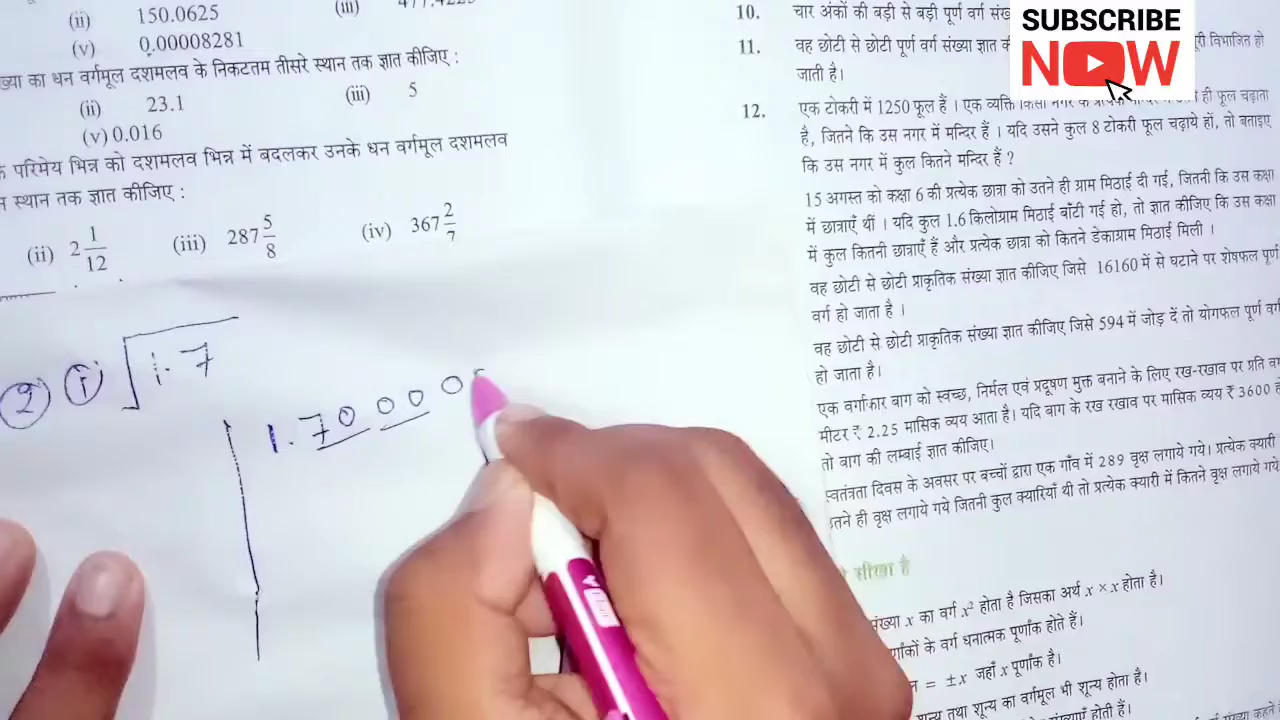 (ii) 150.0625 (iii)
(v) 0.00008281
ख्या का धन वर्गमूल दशमलव के निकटतम तीसरे स्थान तक ज्ञात कीजिए :
(ii) 23.1 (iii) 5
(v) 0.016
परिमेय भिन्न को दशमलव भिन्न में बदलकर उनके धन वर्गमूल दशमलव
स्थान तक ज्ञात कीजिए :
(ii) 2 1/12 (iii) 287 5/8 (iv) 367 2/7
2 i √1.7
1.70 00 0
10. चार अंकों की बड़ी से बड़ी पूर्ण वर्ग
11. वह छोटी से छोटी पूर्ण वर्ग संख्या ज्ञात विभाजित हो
जाती है।
12. एक टोकरी में 1250 फूल हैं । एक व्यक्ति किसी नगर के ही फूल चढ़ाता
है, जितने कि उस नगर में मन्दिर हैं । यदि उसने कुल 8 टोकरी फूल चढ़ाये हों, तो बताइए
कि उस नगर में कुल कितने मन्दिर हैं ?
15 अगस्त को कक्षा 6 की प्रत्येक छात्रा को उतने ही ग्राम मिठाई दी गई, जितनी कि उस कक्षा
में छात्राएँ थीं । यदि कुल 1.6 किलोग्राम मिठाई बाँटी गई हो, तो ज्ञात कीजिए कि उस कक्षा
में कुल कितनी छात्राएँ हैं और प्रत्येक छात्रा को कितने डेकाग्राम मिठाई मिली ।
वह छोटी से छोटी प्राकृतिक संख्या ज्ञात कीजिए जिसे 16160 में से घटाने पर शेषफल पूर्ण
वर्ग हो जाता है ।
वह छोटी से छोटी प्राकृतिक संख्या ज्ञात कीजिए जिसे 594 में जोड़ दें तो योगफल पूर्ण वर्ग
हो जाता है।
एक वर्गाकार बाग को स्वच्छ, निर्मल एवं प्रदूषण मुक्त बनाने के लिए रख-रखाव पर प्रति वर्ग
मीटर ₹ 2.25 मासिक व्यय आता है। यदि बाग के रख रखाव पर मासिक व्यय ₹ 3600 हो
तो बाग की लम्बाई ज्ञात कीजिए।
स्वतंत्रता दिवस के अवसर पर बच्चों द्वारा एक गाँव में 289 वृक्ष लगाये गये। प्रत्येक क्यारी
उतने ही वृक्ष लगाये गये जितनी कुल क्यारियाँ थी तो प्रत्येक क्यारी में कितने वृक्ष लगाये गये
सीखा है
संख्या x का वर्ग x² होता है जिसका अर्थ x × x होता है।
के वर्ग धनात्मक पूर्णांक होते हैं।
= ±x जहाँ x पूर्णांक है।
शून्य तथा शून्य का वर्गमूल भी शून्य होता है।
SUBSCRIBE
NOW